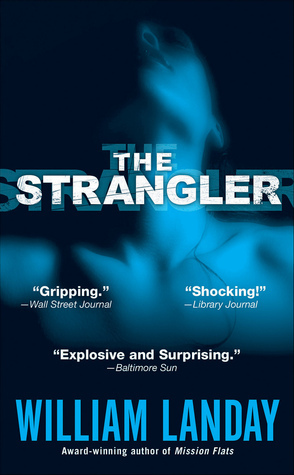 THE
STRANGLER
“Gripping.”
—Wall Street Journal
“Shocking!”
—Library Journal
“Explosive and Surprising.”
—Baltimore Sun
WILLIAM LANDAY
Award-winning author of Mission Flats